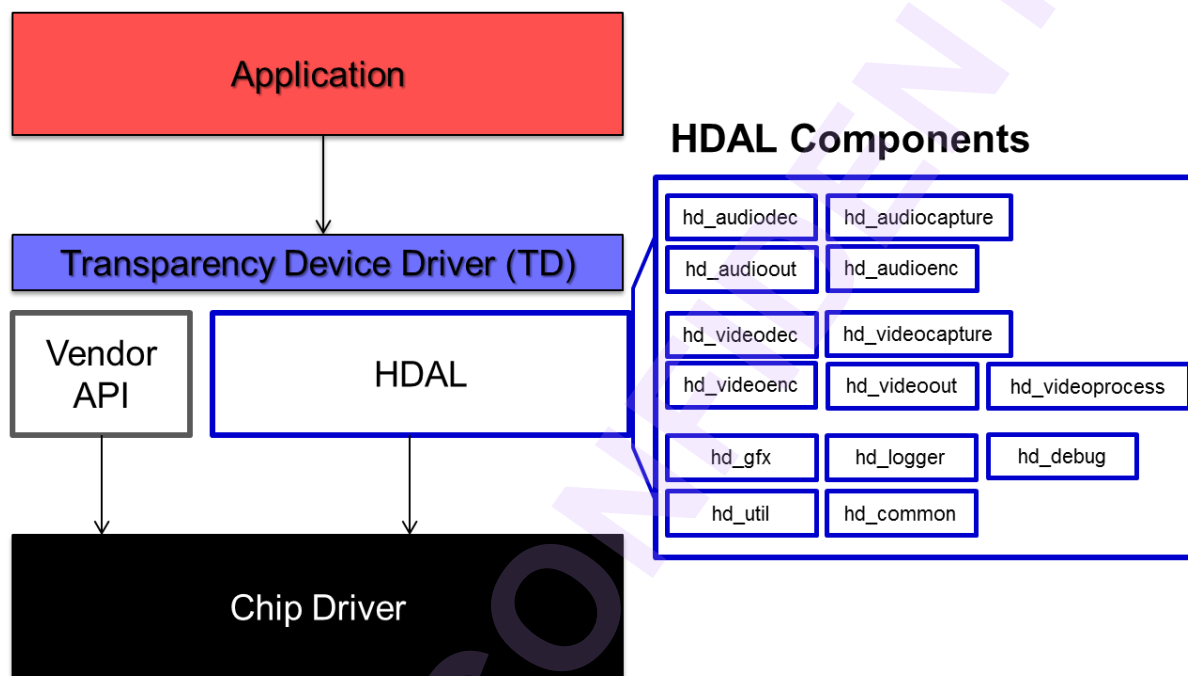 Application
Transparency Device Driver (TD)
Vendor
API
HDAL
Chip Driver
HDAL Components
hd_audiodec
hd_audiocapture
hd_audioout
hd_audioenc
hd_videodec
hd_videocapture
hd_videoenc
hd_videoout
hd_videoprocess
hd_gfx
hd_logger
hd_debug
hd_util
hd_common
CONFIDENT